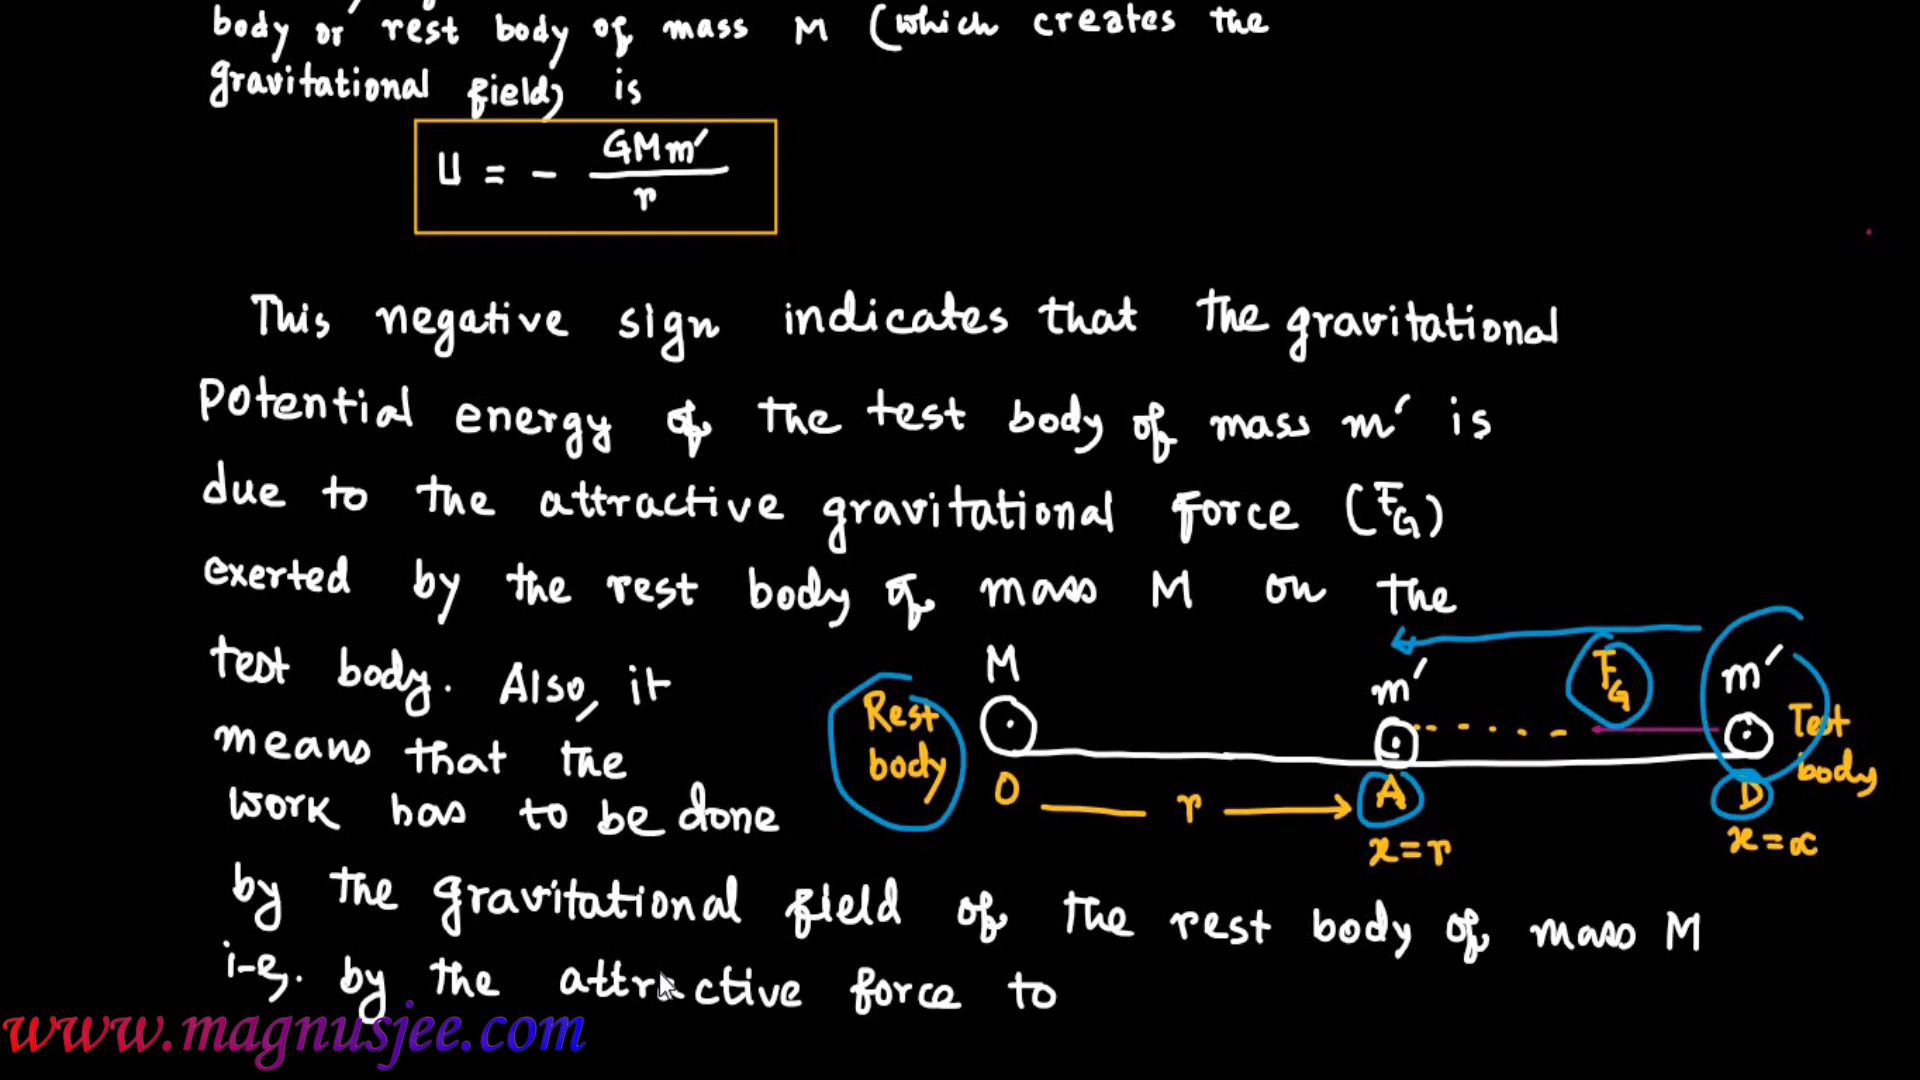 body or rest body of mass M (which creates the
gravitational field) is
U = - GMm′
r
This negative sign indicates that the gravitational
Potential energy of the test body of mass m′ is
due to the attractive gravitational Force (FG)
exerted by the rest body of mass M on the
test body. Also, it
means that the
work has to be done
by the gravitational field of the rest body of mass M
i.e. by the attractive force to
M
m′
FG
m′
Rest
body
Test
body
O
r
A
D
x=r
x=∝
www.magnusjee.com